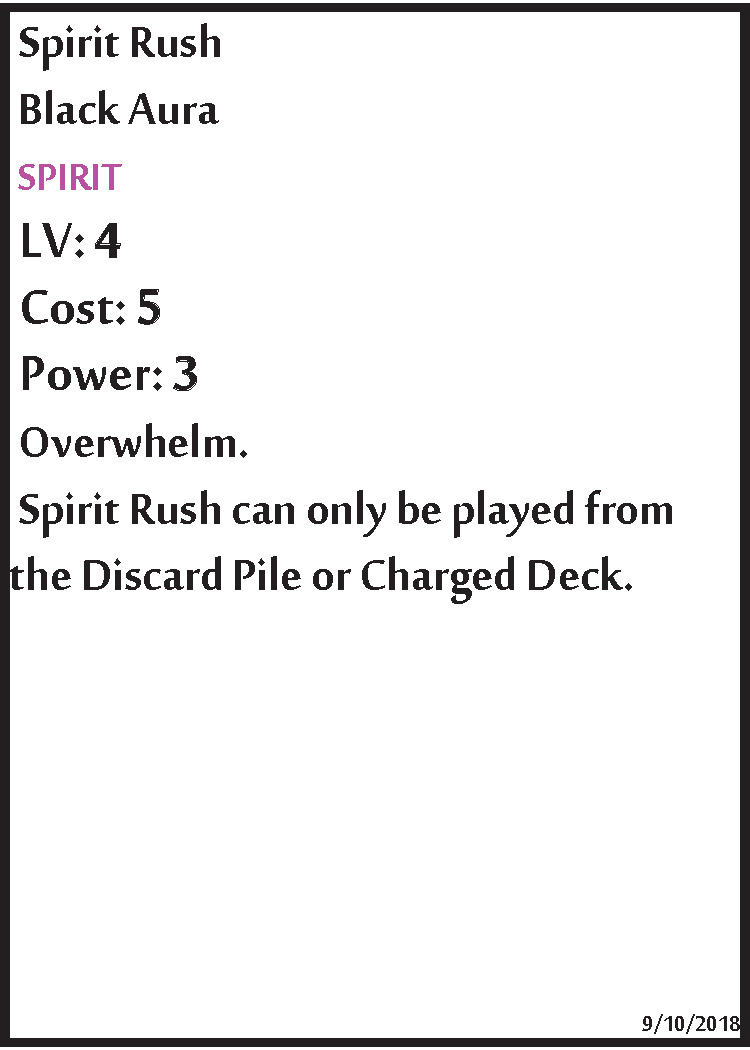 Spirit Rush
Black Aura
SPIRIT
LV: 4
Cost: 5
Power: 3
Overwhelm.
Spirit Rush can only be played from
the Discard Pile or Charged Deck.
9/10/2018